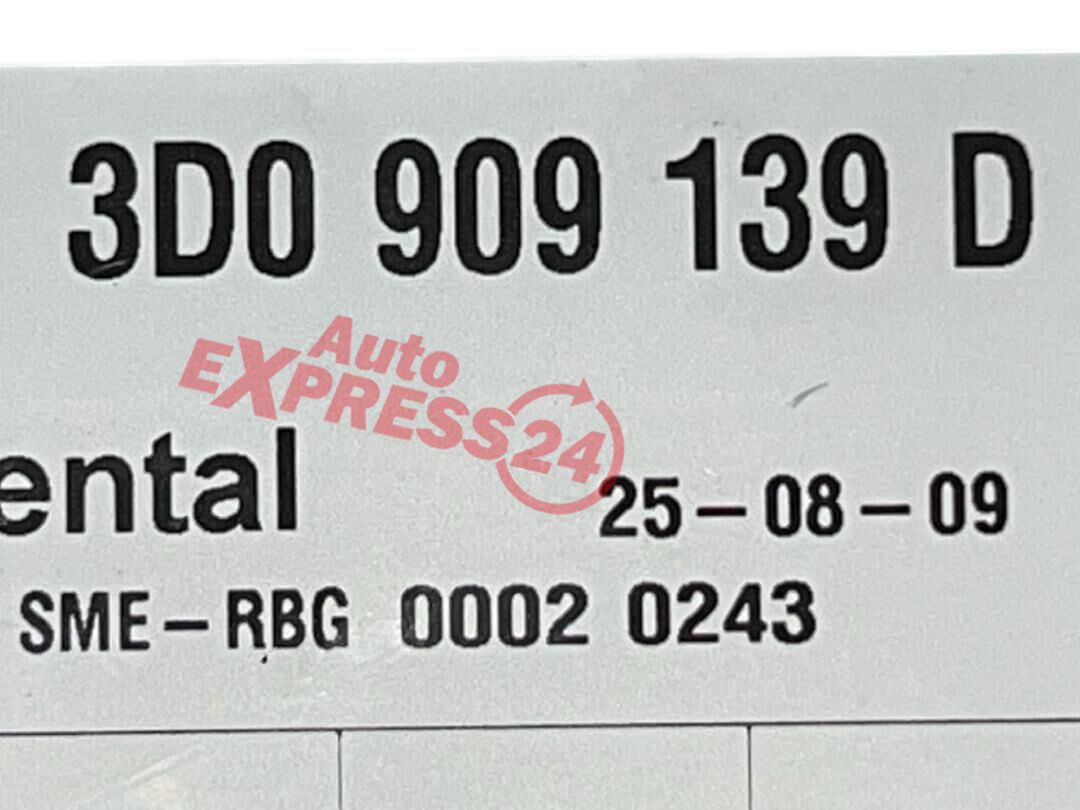 3D0 909 139 D
Auto
EXPRESS24
ental
25-08-09
SME-RBG 0002 0243